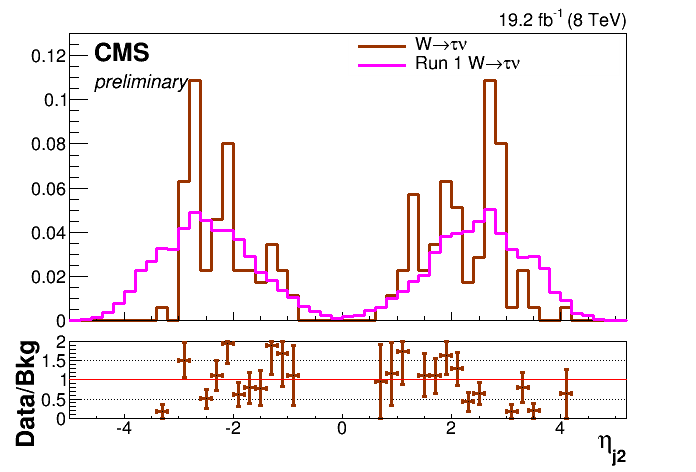 19.2 fb⁻¹ (8 TeV)
CMS
preliminary
W→τν
Run 1 W→τν
0.12
0.1
0.08
0.06
0.04
0.02
0
Data/Bkg
2
1.5
1
0.5
0
-4 -2 0 2 4
η_j2